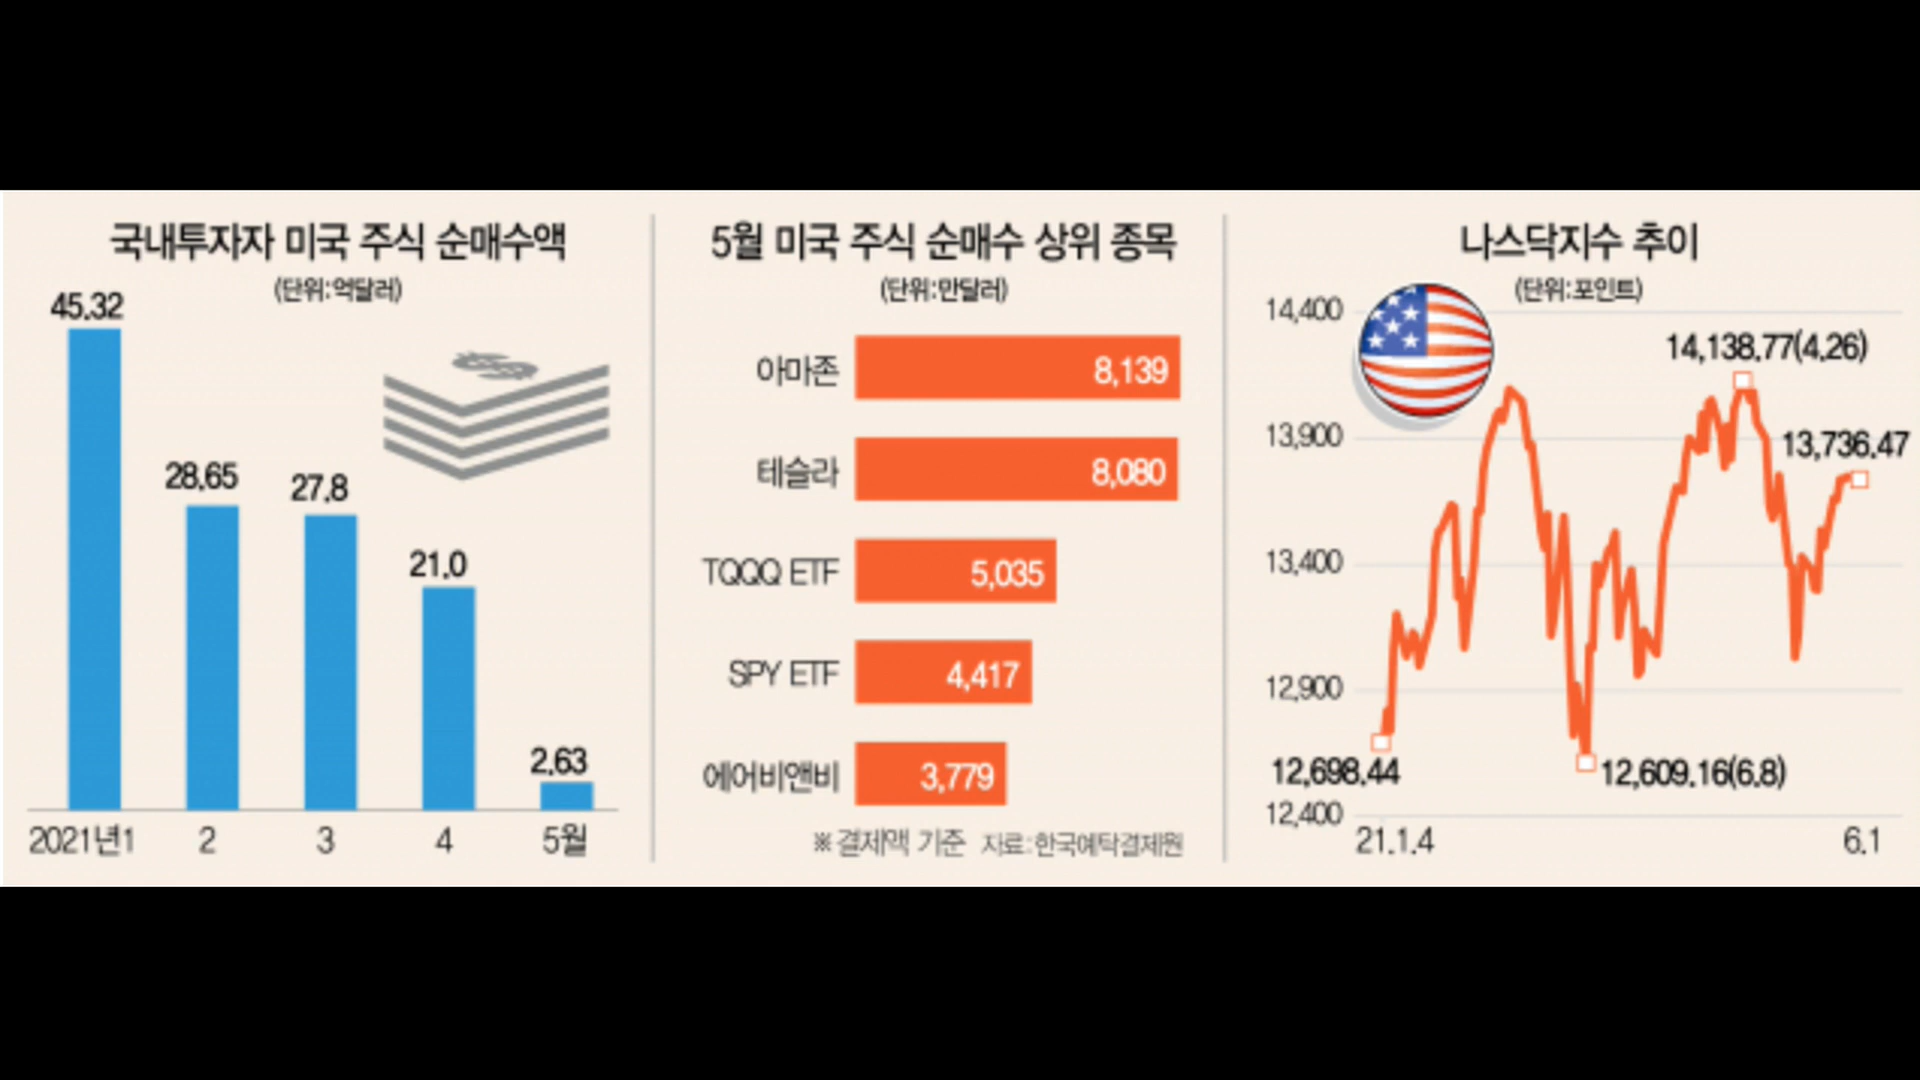 국내투자자 미국 주식 순매수액
(단위:억달러)
45.32
28.65
27.8
21.0
2.63
2021년1
2
3
4
5월
5월 미국 주식 순매수 상위 종목
(단위:만달러)
아마존
8,139
테슬라
8,080
TQQQ ETF
5,035
SPY ETF
4,417
에어비앤비
3,779
※결제액 기준 자료:한국예탁결제원
나스닥지수 추이
(단위:포인트)
14,400
14,138.77(4.26)
13,900
13,736.47
13,400
12,900
12,698.44
12,609.16(6.8)
12,400
21.1.4
6.1